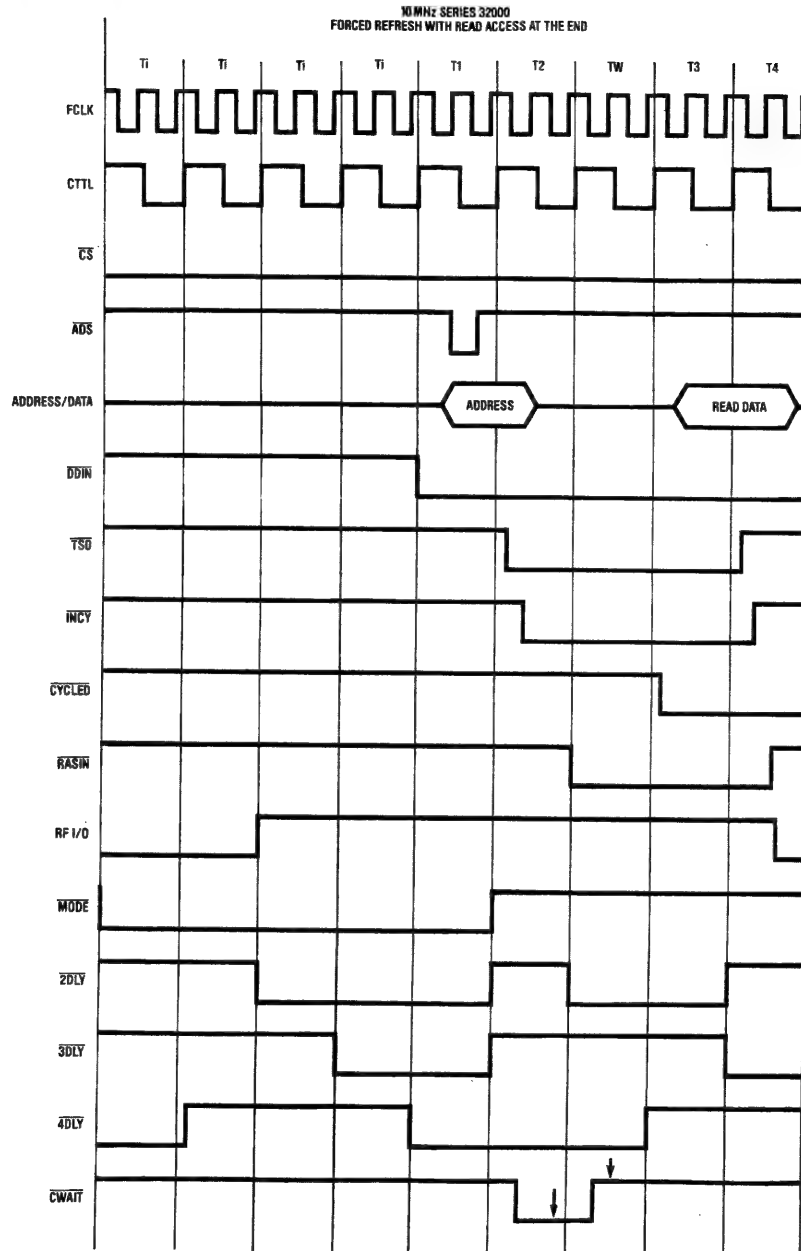 10 MHz SERIES 32000
FORCED REFRESH WITH READ ACCESS AT THE END
Ti Ti Ti Ti T1 T2 TW T3 T4
FCLK
CTTL
CS
ADS
ADDRESS/DATA ADDRESS READ DATA
DDIN
TSO
INCY
CYCLED
RASIN
RF I/O
MODE
2DLY
3DLY
4DLY
CWAIT